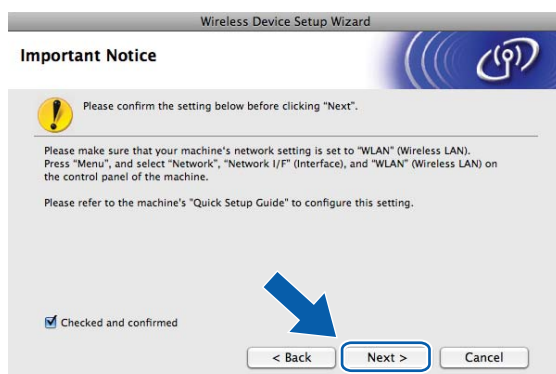 Wireless Device Setup Wizard
Important Notice
Please confirm the setting below before clicking “Next”.
Please make sure that your machine's network setting is set to “WLAN” (Wireless LAN).
Press “Menu”, and select “Network”, “Network I/F” (Interface), and “WLAN” (Wireless LAN) on
the control panel of the machine.
Please refer to the machine's "Quick Setup Guide" to configure this setting.
Checked and confirmed
< Back
Next >
Cancel